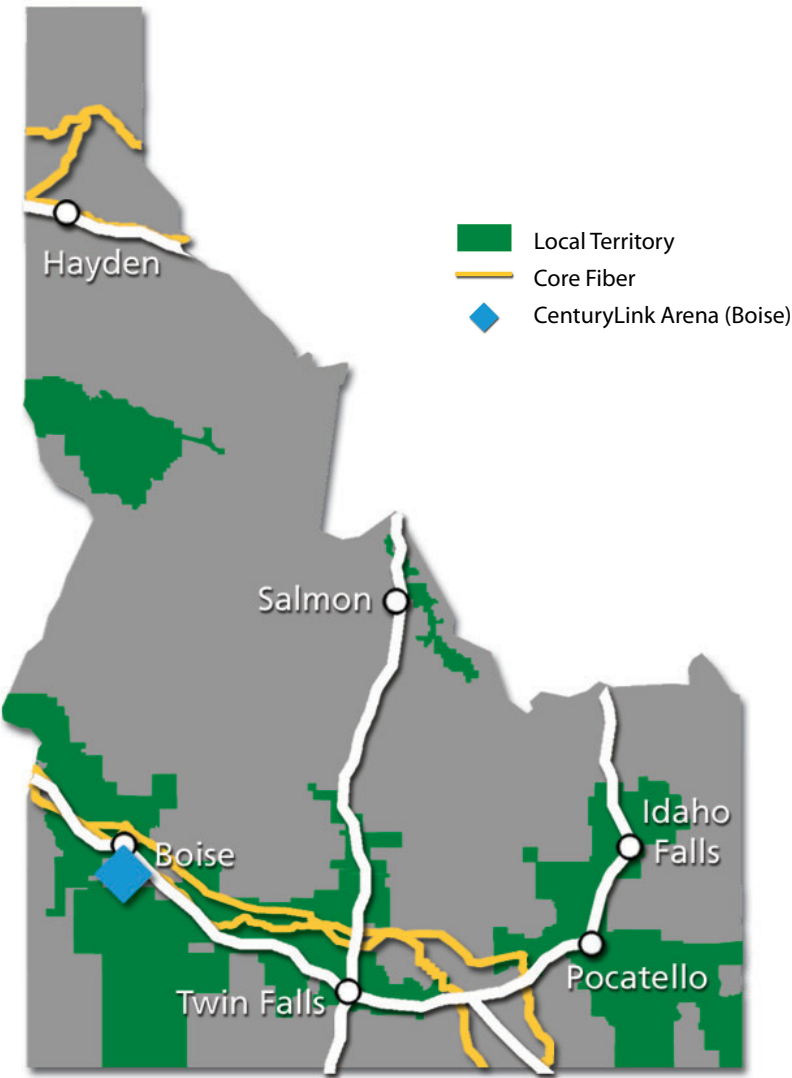 Local Territory
Core Fiber
CenturyLink Arena (Boise)
Hayden
Salmon
Idaho
Falls
Boise
Pocatello
Twin Falls